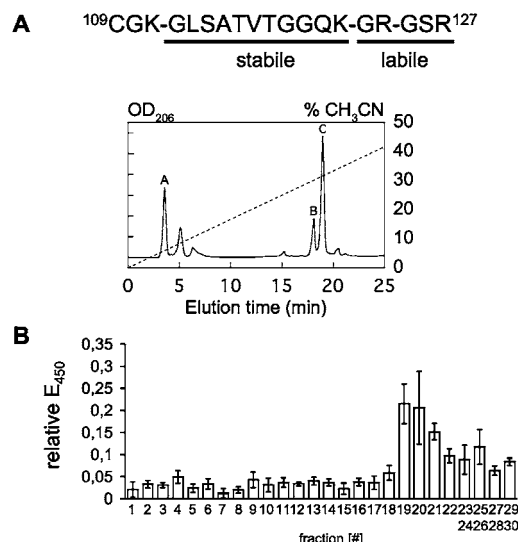 A
¹⁰⁹CGK-GLSATVTGGQK-GR-GSR¹²⁷
stabile labile
OD₂₀₆ % CH₃CN
50
40
30
20
10
0
A
B
C
0 5 10 15 20 25
Elution time (min)
B
relative E₄₅₀
0,35
0,3
0,25
0,2
0,15
0,1
0,05
0
1 2 3 4 5 6 7 8 9 10 11 12 13 14 15 16 17 18 19 20 21 22 23 25 27 29
24 26 28 30
fraction [#]